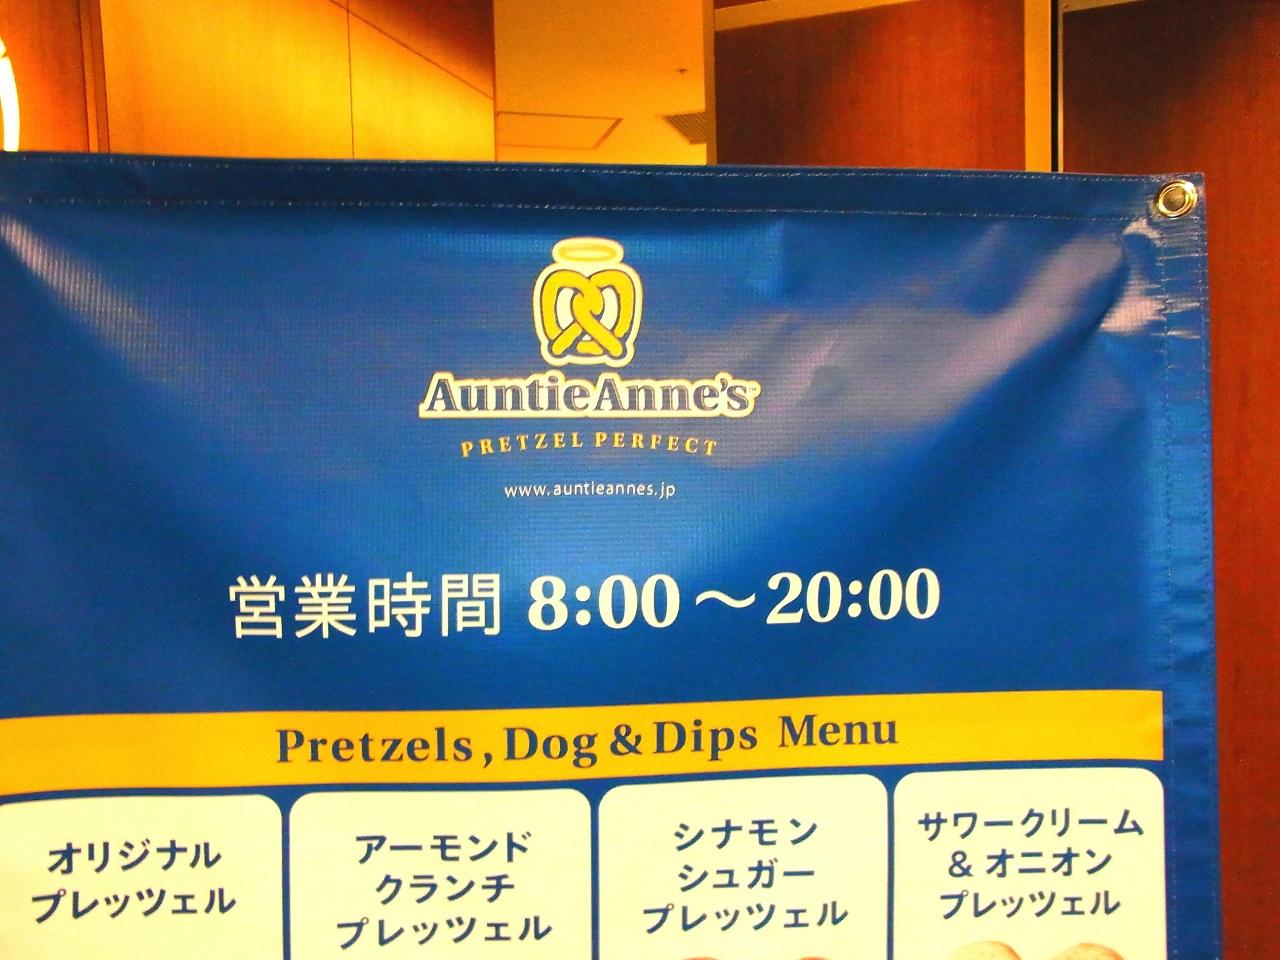 Auntie Anne's™
PRETZEL PERFECT
www.auntieannes.jp
営業時間 8:00〜20:00
Pretzels, Dog & Dips Menu
オリジナル
プレッツェル
アーモンド
クランチ
プレッツェル
シナモン
シュガー
プレッツェル
サワークリーム
& オニオン
プレッツェル